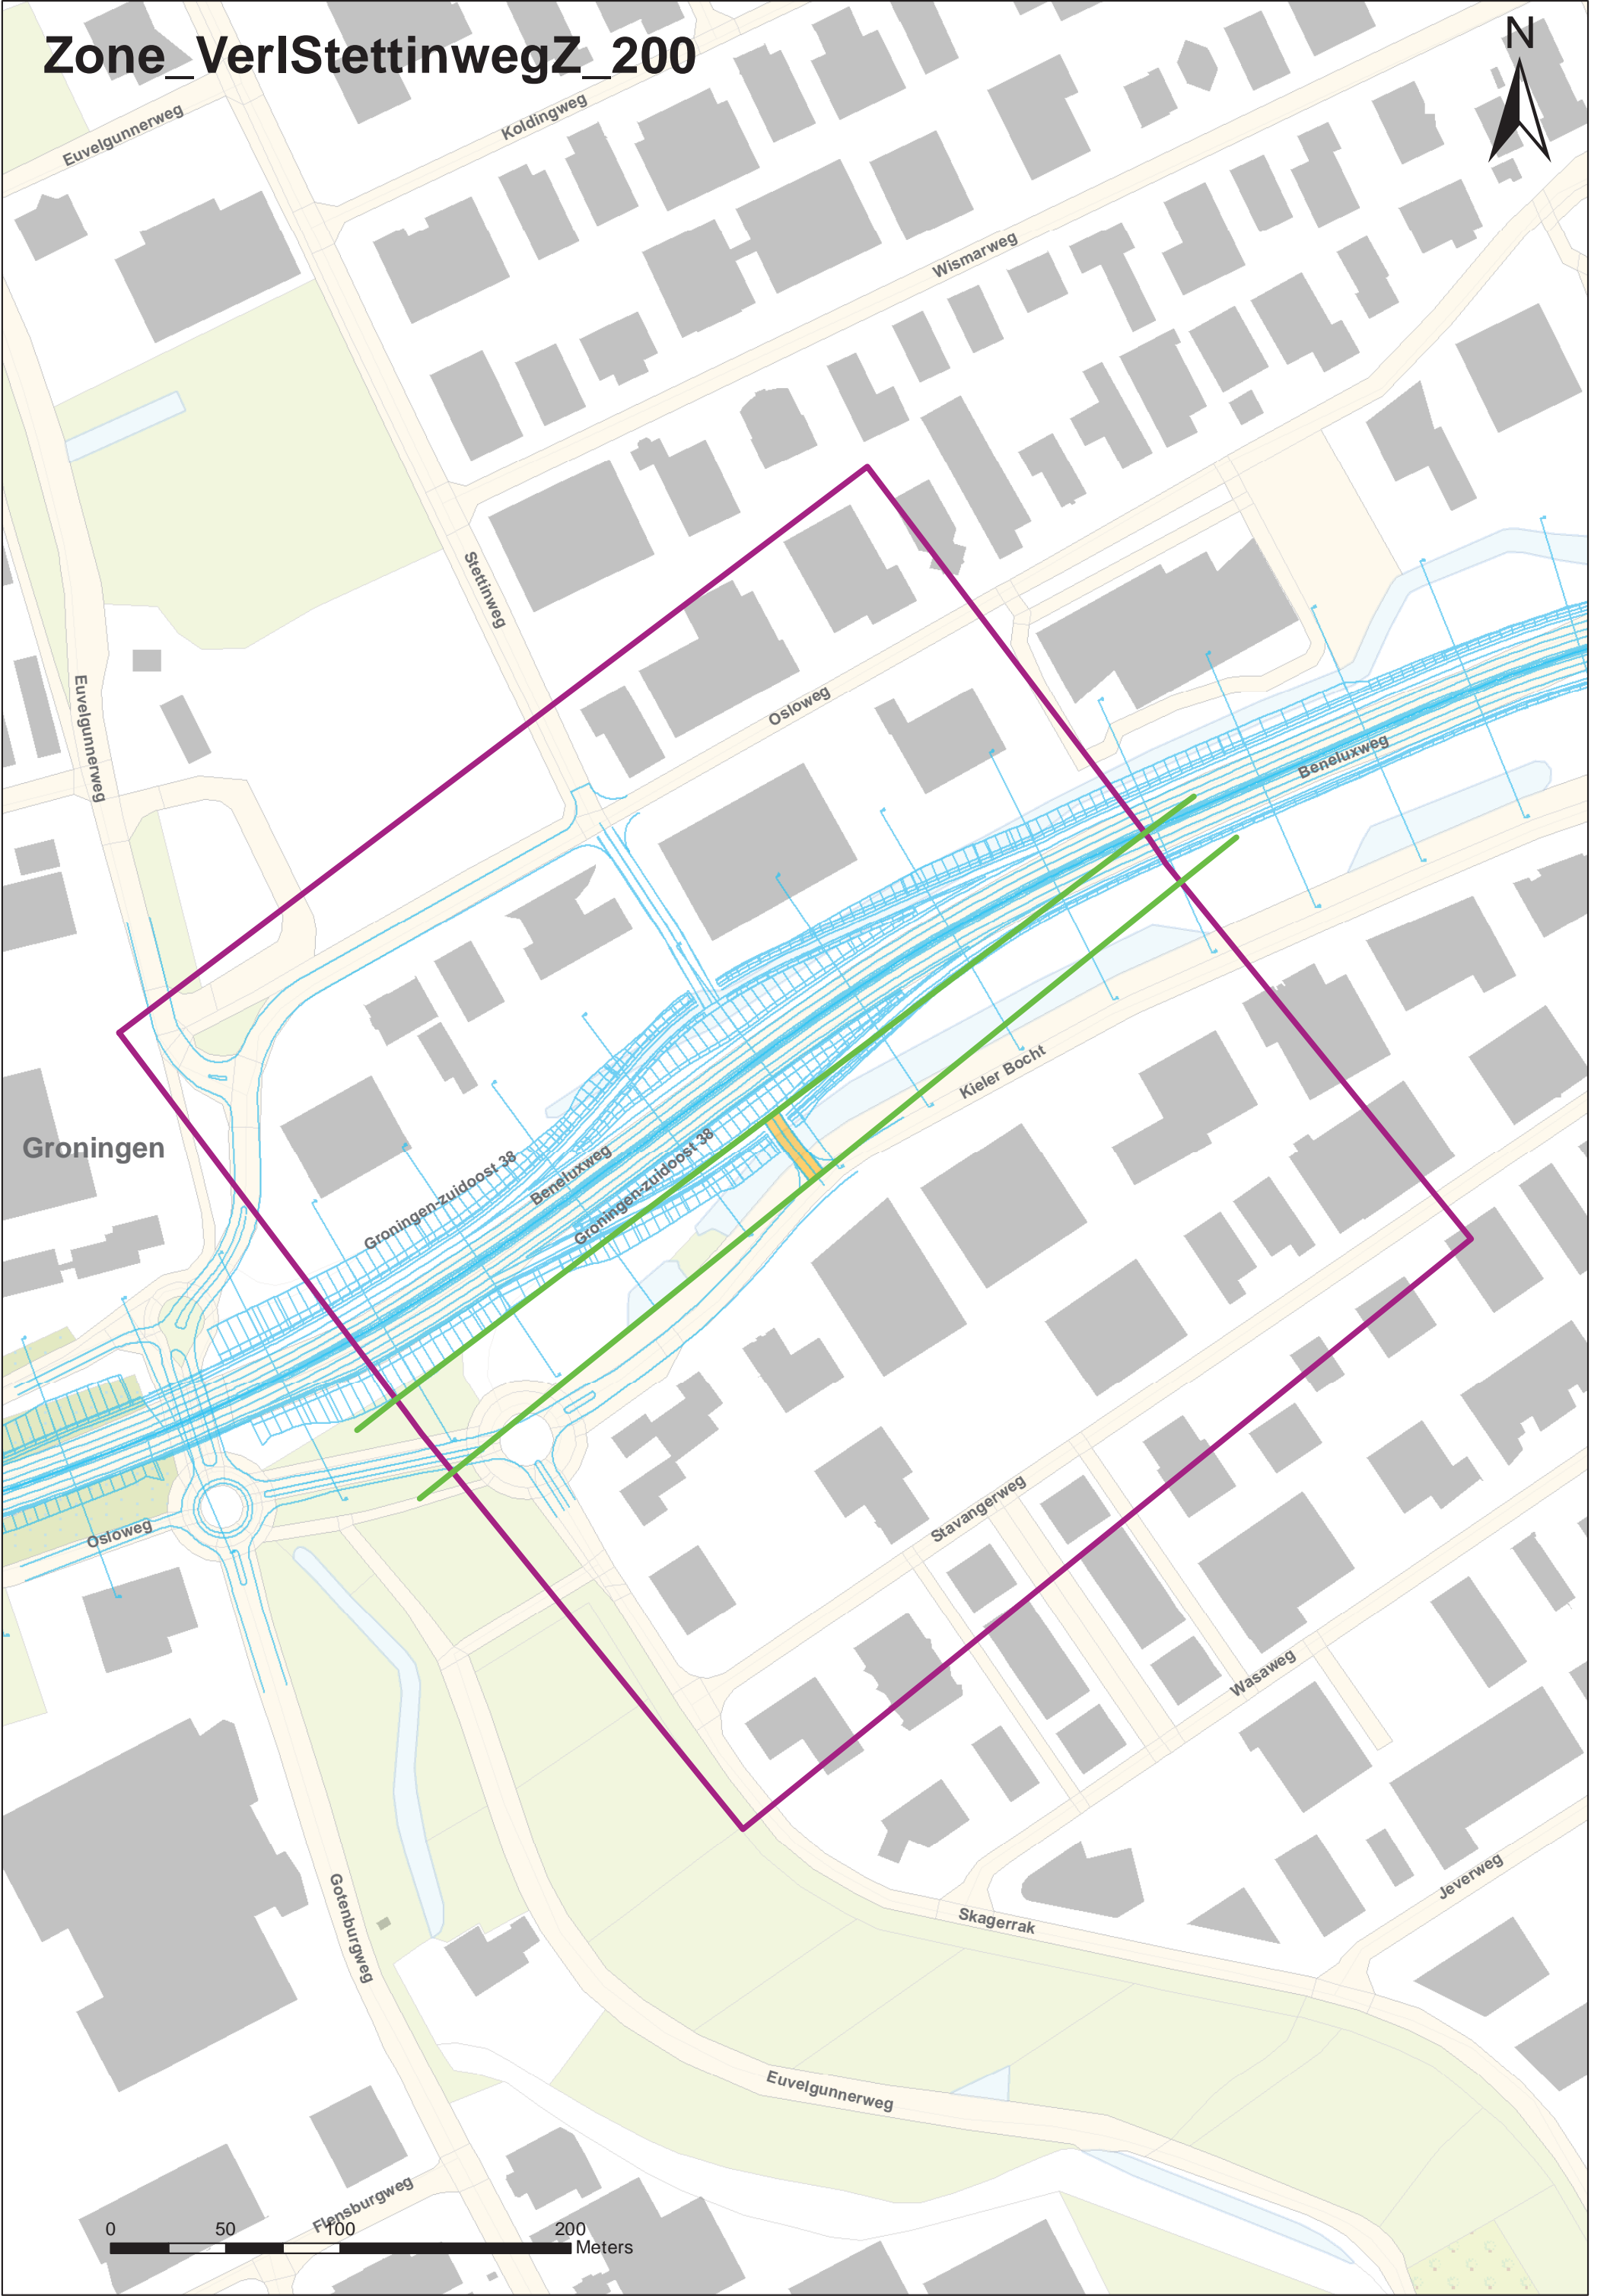 Zone_VerlStettinwegZ_200
N
Koldingweg
Euvelgunnerweg
Wismarweg
Stettinweg
Euvelgunnerweg
Osloweg
Beneluxweg
Kieler Bocht
Groningen
Groningen-zuidoost 38
Beneluxweg
Groningen-zuidoost 38
Osloweg
Stavangerweg
Wasaweg
Jeverweg
Gotenburgweg
Skagerrak
Euvelgunnerweg
Flensburgweg
0 50 100 200
Meters